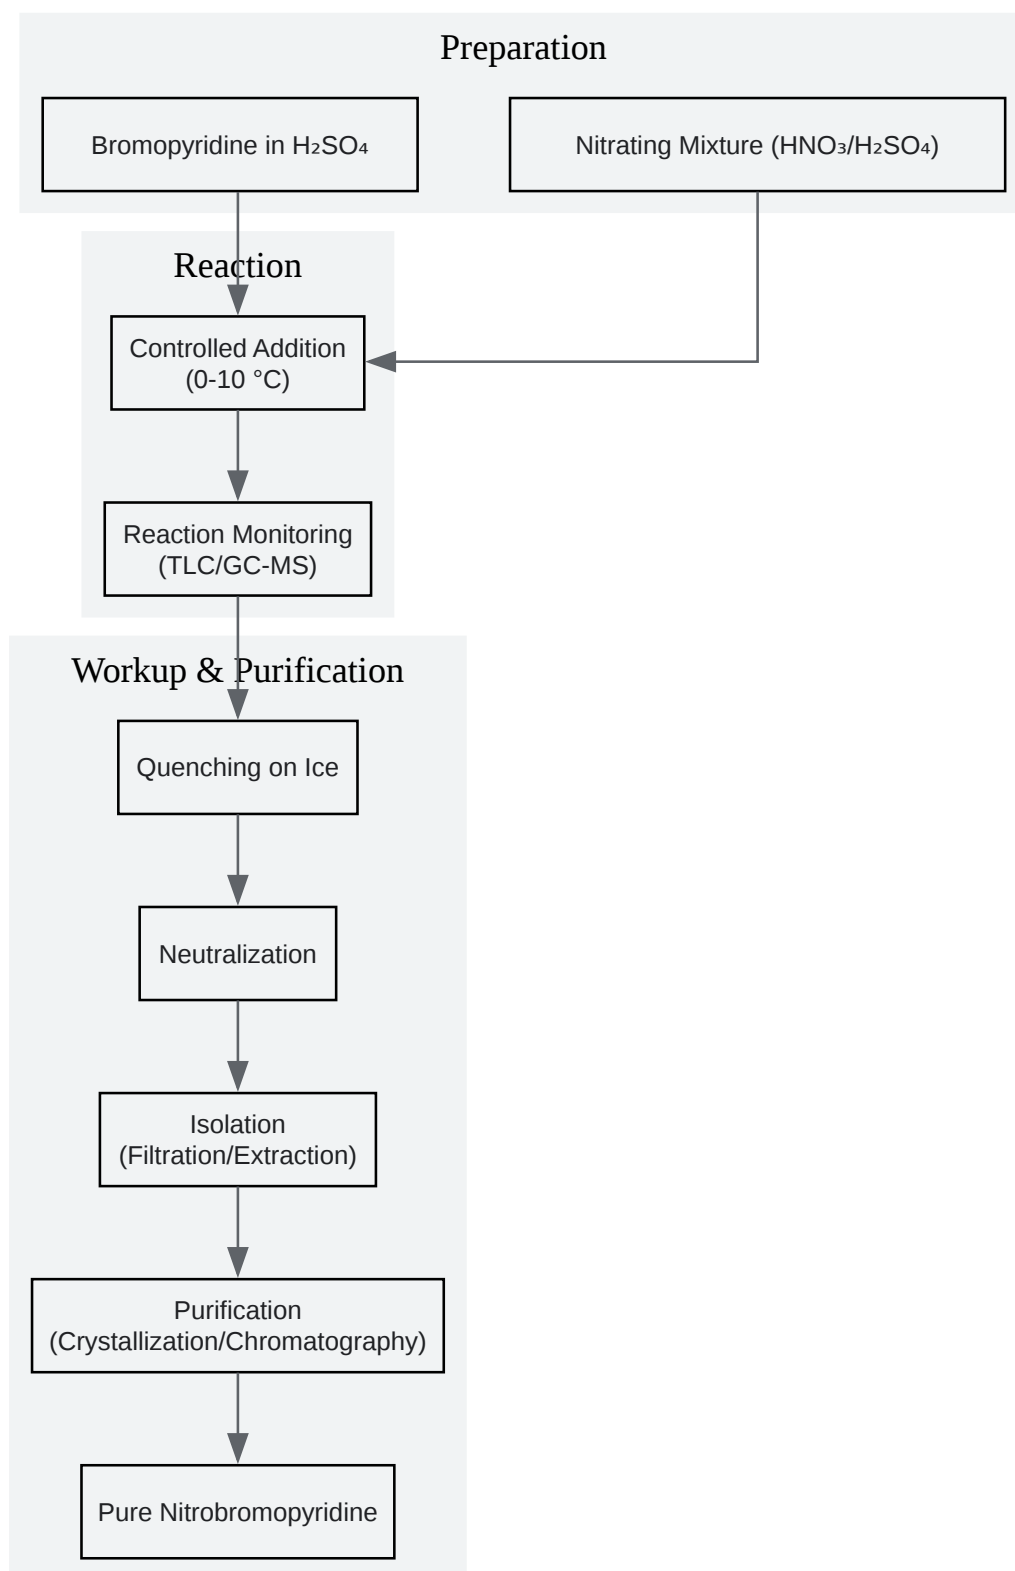 Preparation
Bromopyridine in H₂SO₄
Nitrating Mixture (HNO₃/H₂SO₄)
Reaction
Controlled Addition
(0-10 °C)
Reaction Monitoring
(TLC/GC-MS)
Workup & Purification
Quenching on Ice
Neutralization
Isolation
(Filtration/Extraction)
Purification
(Crystallization/Chromatography)
Pure Nitrobromopyridine